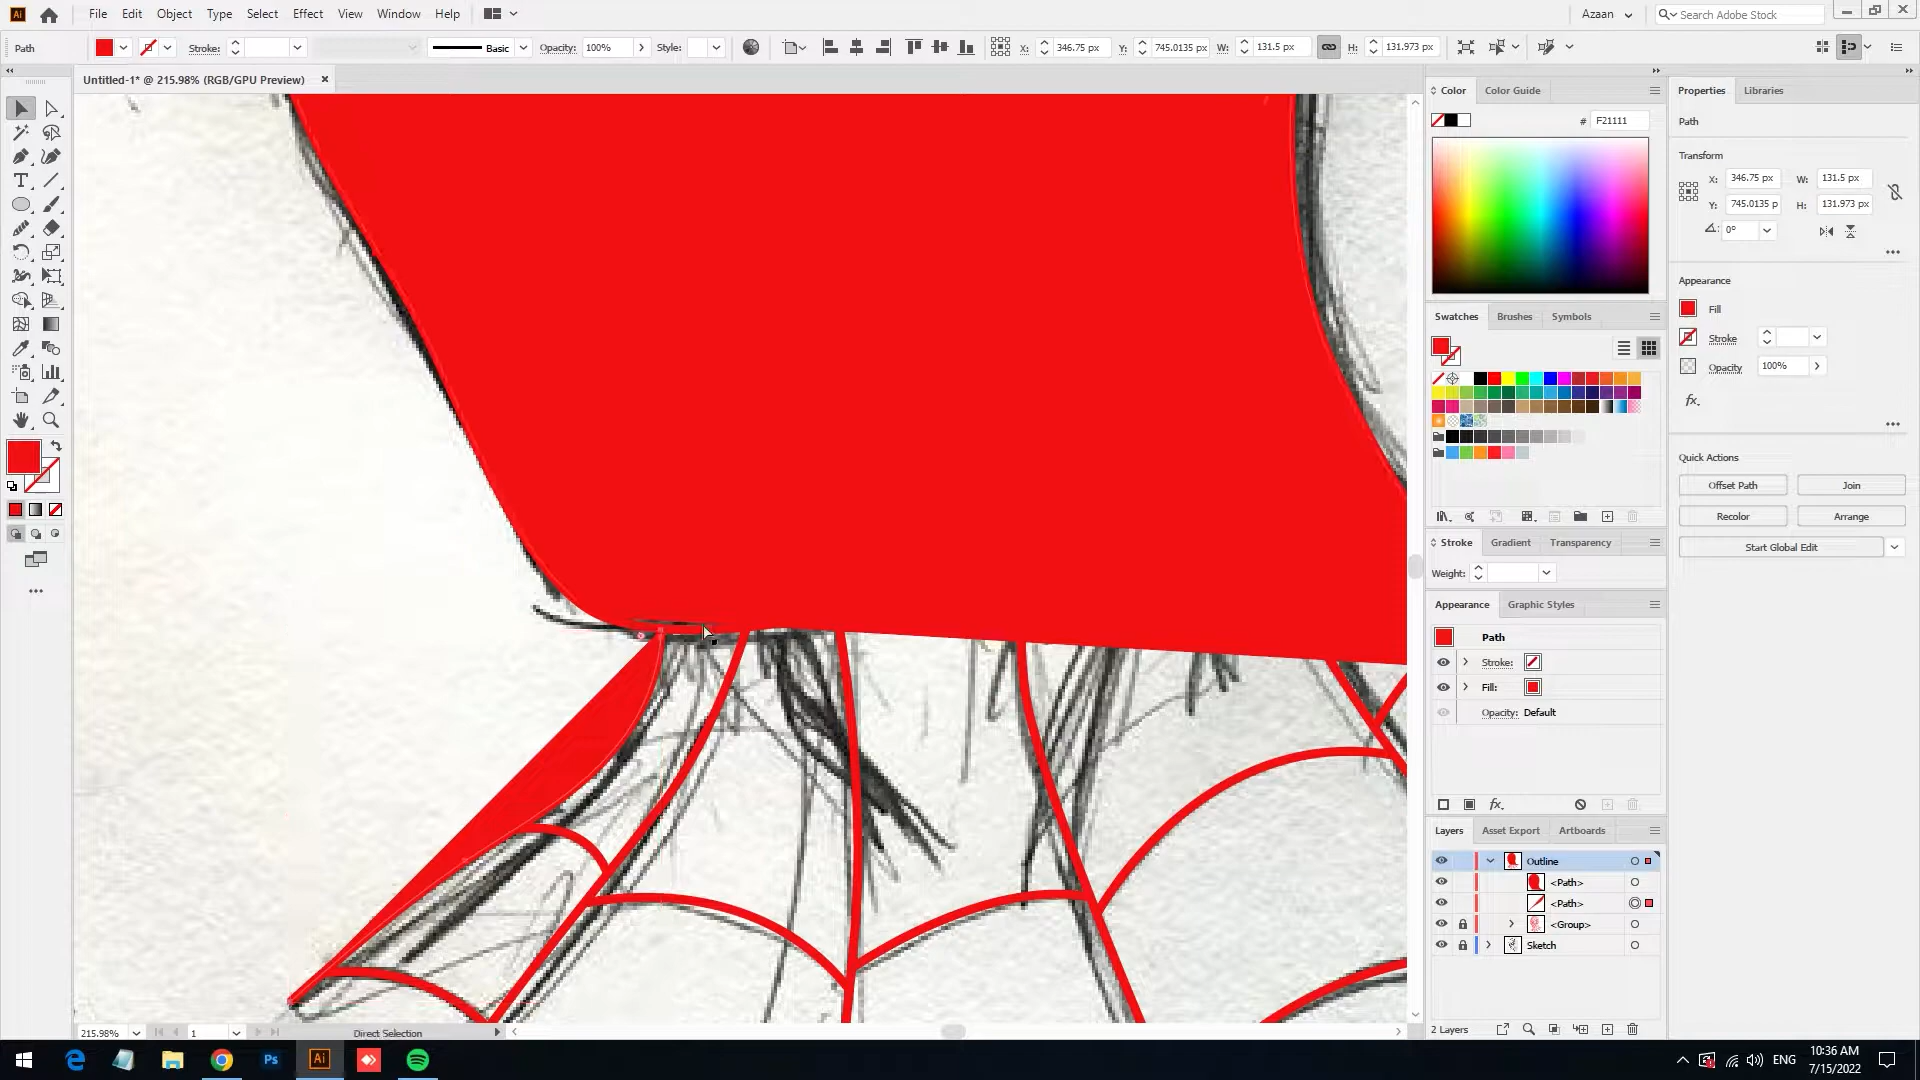 Ai File Edit Object Type Select Effect View Window Help Azaan Search Adobe Stock
Path Stroke: Basic Opacity: 100% Style: X: 346.75 px Y: 745.0135 px W: 131.5 px H: 131.973 px
Untitled-1* @ 215.98% (RGB/GPU Preview)
Color Color Guide
# F21111
Swatches Brushes Symbols
Stroke Gradient Transparency
Weight:
Appearance Graphic Styles
Path
Stroke:
Fill:
Opacity: Default
fx.
Layers Asset Export Artboards
Outline
<Path>
<Path>
<Group>
Sketch
2 Layers
Properties Libraries
Path
Transform
X: 346.75 px W: 131.5 px
Y: 745.0135 p H: 131.973 px
0°
Appearance
Fill
Stroke
Opacity 100%
fx.
Quick Actions
Offset Path Join
Recolor Arrange
Start Global Edit
215.98% 1 Direct Selection
Ps Ai
ENG
10:36 AM
7/15/2022